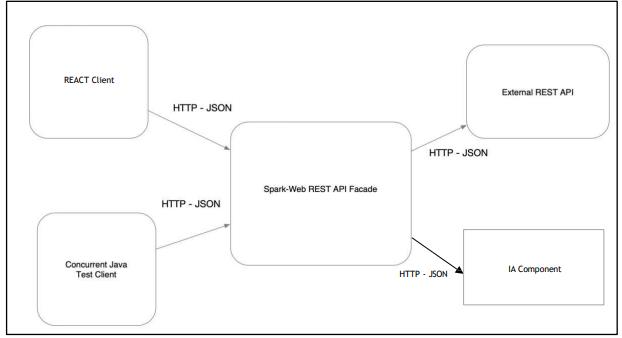 REACT Client
External REST API
HTTP - JSON
HTTP - JSON
Spark-Web REST API Facade
HTTP - JSON
Concurrent Java
Test Client
HTTP - JSON
IA Component